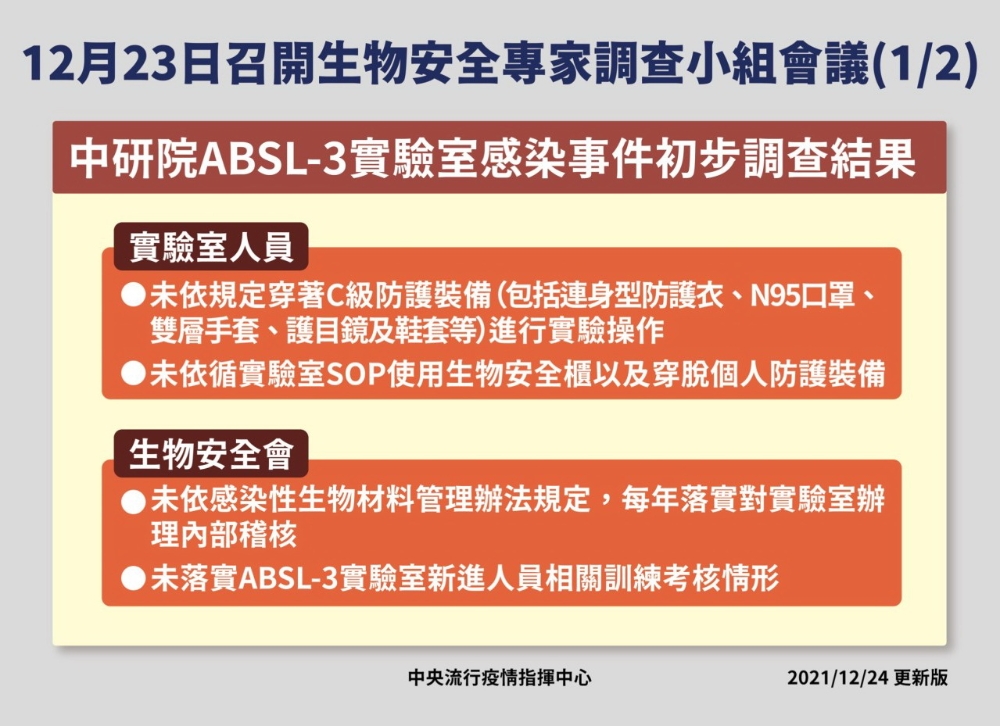 12月23日召開生物安全專家調查小組會議(1/2)
中研院ABSL-3實驗室感染事件初步調查結果
實驗室人員
●未依規定穿著C級防護裝備(包括連身型防護衣、N95口罩、
雙層手套、護目鏡及鞋套等)進行實驗操作
●未依循實驗室SOP使用生物安全櫃以及穿脫個人防護裝備
生物安全會
●未依感染性生物材料管理辦法規定，每年落實對實驗室辦
理內部稽核
●未落實ABSL-3實驗室新進人員相關訓練考核情形
中央流行疫情指揮中心
2021/12/24 更新版